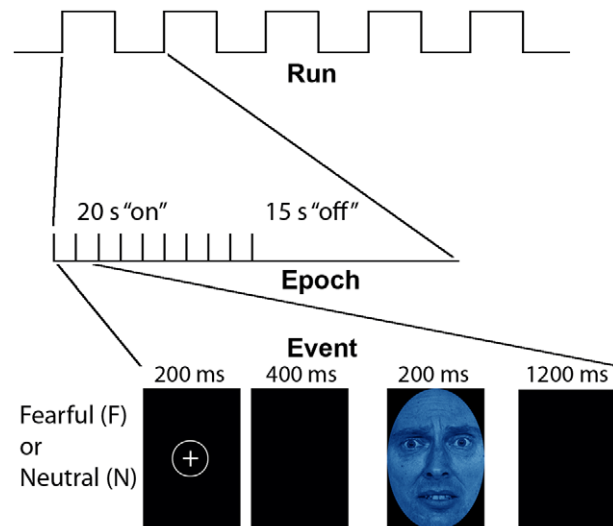 Run
20 s “on” 15 s “off”
Epoch
Event
200 ms 400 ms 200 ms 1200 ms
Fearful (F)
or
Neutral (N)